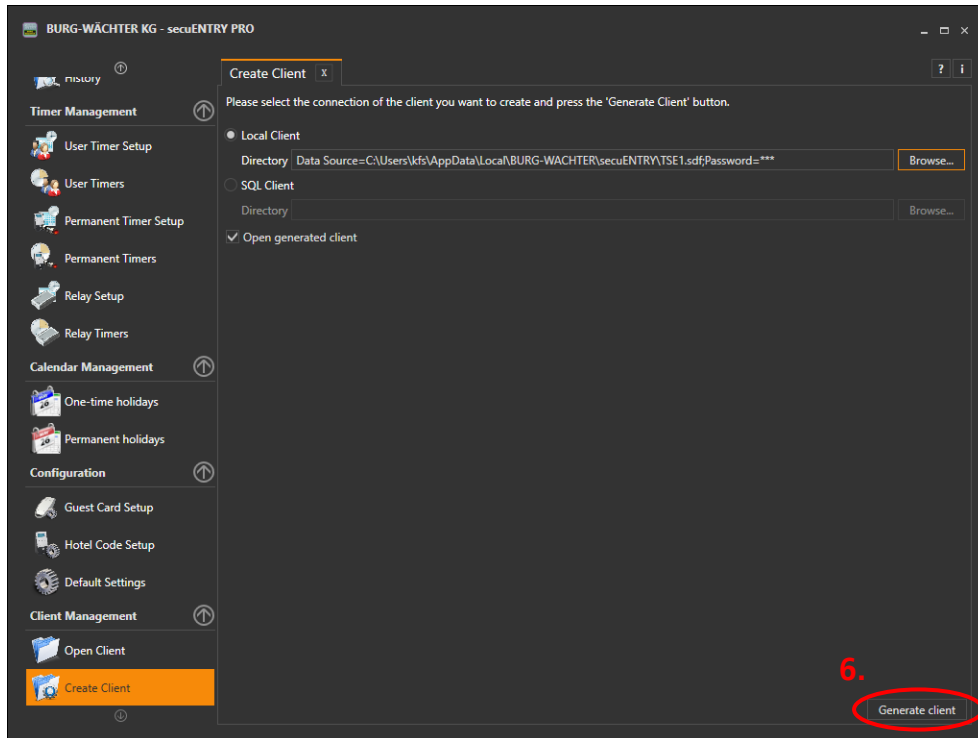 BURG-WÄCHTER KG - secuENTRY PRO
History
Timer Management
User Timer Setup
User Timers
Permanent Timer Setup
Permanent Timers
Relay Setup
Relay Timers
Calendar Management
One-time holidays
Permanent holidays
Configuration
Guest Card Setup
Hotel Code Setup
Default Settings
Client Management
Open Client
Create Client
Create Client X
? i
Please select the connection of the client you want to create and press the 'Generate Client' button.
Local Client
Directory Data Source=C:\Users\kfs\AppData\Local\BURG-WACHTER\secuENTRY\TSE1.sdf;Password=*** Browse...
SQL Client
Directory Browse...
Open generated client
6.
Generate client